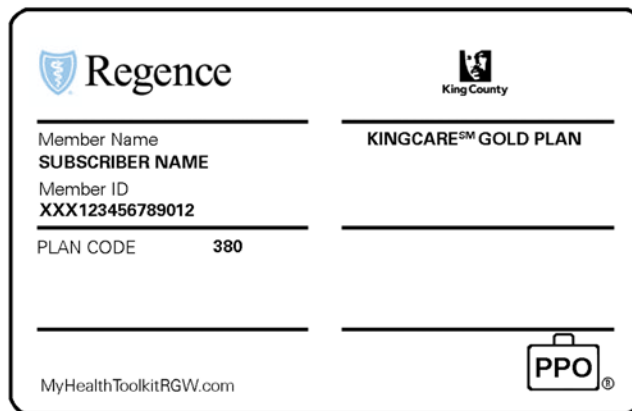 Regence
King County
Member Name
SUBSCRIBER NAME
Member ID
XXX123456789012
KINGCARE℠ GOLD PLAN
PLAN CODE 380
MyHealthToolkitRGW.com
PPO®